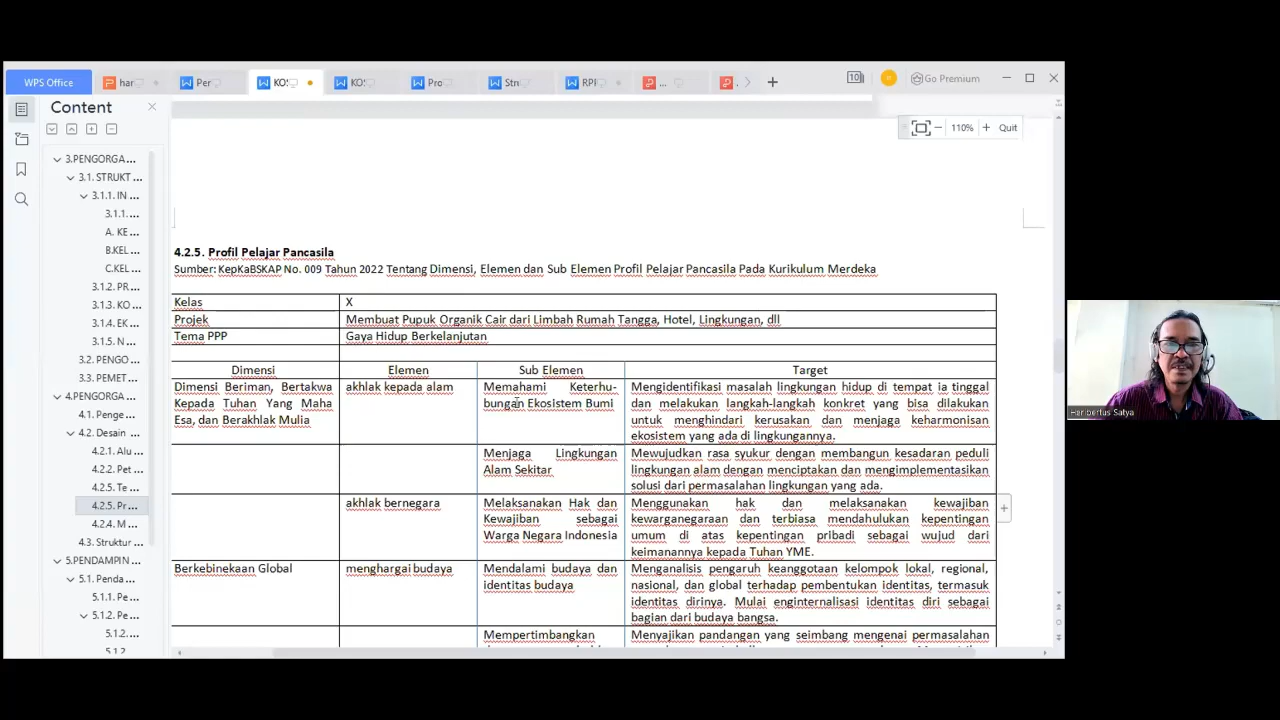 WPS Office
har
Per
KO
KO
Pro
RPI
...
Go Premium
Content
110%
Quit
3.PENGORGA...
3.1. STRUKT ...
3.1.1. IN ...
3.1.1. ...
A. KE ...
B.KEL ...
C.KEL ...
3.1.2. PR ...
3.1.3. KO ...
3.1.4. EK ...
3.1.5. N ...
3.2. PENGO ...
3.3. PEMET ...
4.PENGORGA ...
4.1. Penge ...
4.2. Desain ...
4.2.1. Alu ...
4.2.2. Pet ...
4.2.5. Te ...
4.2.5. Pr ...
4.2.4. M ...
4.3. Struktur ...
5.PENDAMPIN ...
5.1. Penda ...
5.1.1. Pe ...
5.1.2. Pe ...
5.1.2. ...
4.2.5. Profil Pelajar Pancasila
Sumber: KepKaBSKAP No. 009 Tahun 2022 Tentang Dimensi, Elemen dan Sub Elemen Profil Pelajar Pancasila Pada Kurikulum Merdeka
Kelas X
Projek Membuat Pupuk Organik Cair dari Limbah Rumah Tangga, Hotel, Lingkungan, dll
Tema PPP Gaya Hidup Berkelanjutan
Dimensi Elemen Sub Elemen Target
Dimensi Beriman, Bertakwa
Kepada Tuhan Yang Maha
Esa, dan Berakhlak Mulia
akhlak kepada alam
Memahami Keterhu-
bungan Ekosistem Bumi
Mengidentifikasi masalah lingkungan hidup di tempat ia tinggal
dan melakukan langkah-langkah konkret yang bisa dilakukan
untuk menghindari kerusakan dan menjaga keharmonisan
ekosistem yang ada di lingkungannya.
Menjaga Lingkungan
Alam Sekitar
Mewujudkan rasa syukur dengan membangun kesadaran peduli
lingkungan alam dengan menciptakan dan mengimplementasikan
solusi dari permasalahan lingkungan yang ada.
akhlak bernegara
Melaksanakan Hak dan
Kewajiban sebagai
Warga Negara Indonesia
Menggunakan hak dan melaksanakan kewajiban
kewarganegaraan dan terbiasa mendahulukan kepentingan
umum di atas kepentingan pribadi sebagai wujud dari
keimanannya kepada Tuhan YME.
Berkebinekaan Global
menghargai budaya
Mendalami budaya dan
identitas budaya
Menganalisis pengaruh keanggotaan kelompok lokal, regional,
nasional, dan global terhadap pembentukan identitas, termasuk
identitas dirinya. Mulai enginternalisasi identitas diri sebagai
bagian dari budaya bangsa.
Mempertimbangkan
Menyajikan pandangan yang seimbang mengenai permasalahan
Heribertus Satya